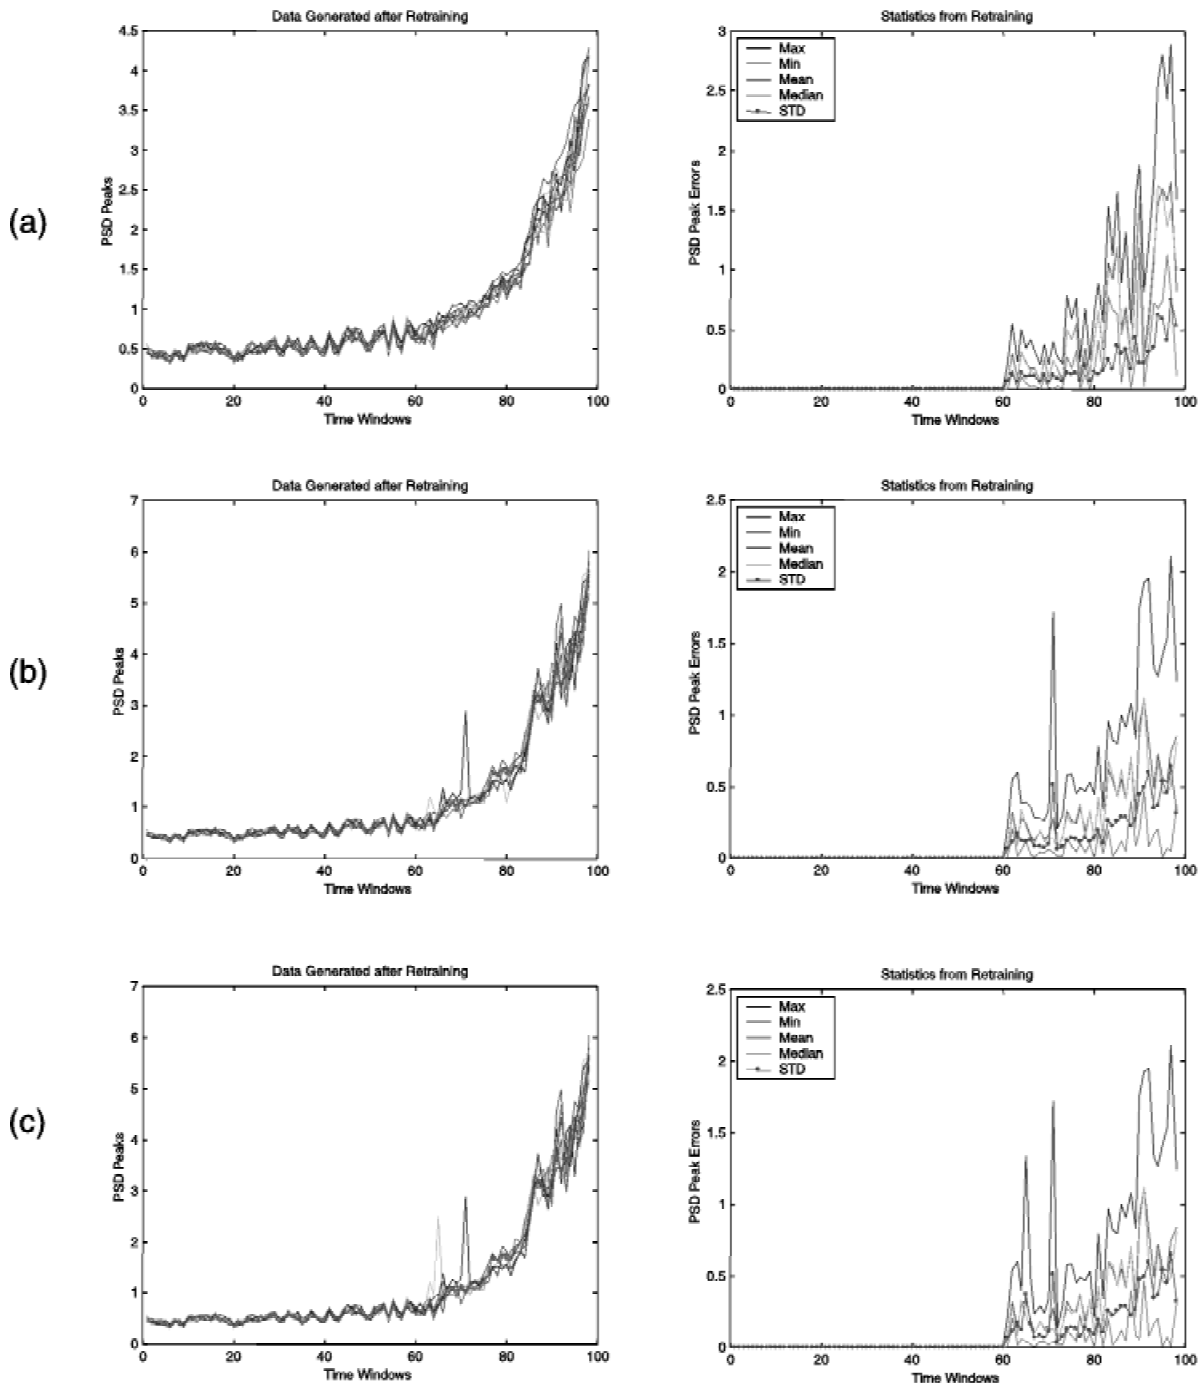 (a)
Data Generated after Retraining
PSD Peaks
4.5
4
3.5
3
2.5
2
1.5
1
0.5
0
0 20 40 60 80 100
Time Windows
Statistics from Retraining
PSD Peak Errors
3
2.5
2
1.5
1
0.5
0
Max
Min
Mean
Median
STD
0 20 40 60 80 100
Time Windows
(b)
Data Generated after Retraining
PSD Peaks
7
6
5
4
3
2
1
0
0 20 40 60 80 100
Time Windows
Statistics from Retraining
PSD Peak Errors
2.5
2
1.5
1
0.5
0
Max
Min
Mean
Median
STD
0 20 40 60 80 100
Time Windows
(c)
Data Generated after Retraining
PSD Peaks
7
6
5
4
3
2
1
0
0 20 40 60 80 100
Time Windows
Statistics from Retraining
PSD Peak Errors
2.5
2
1.5
1
0.5
0
Max
Min
Mean
Median
STD
0 20 40 60 80 100
Time Windows